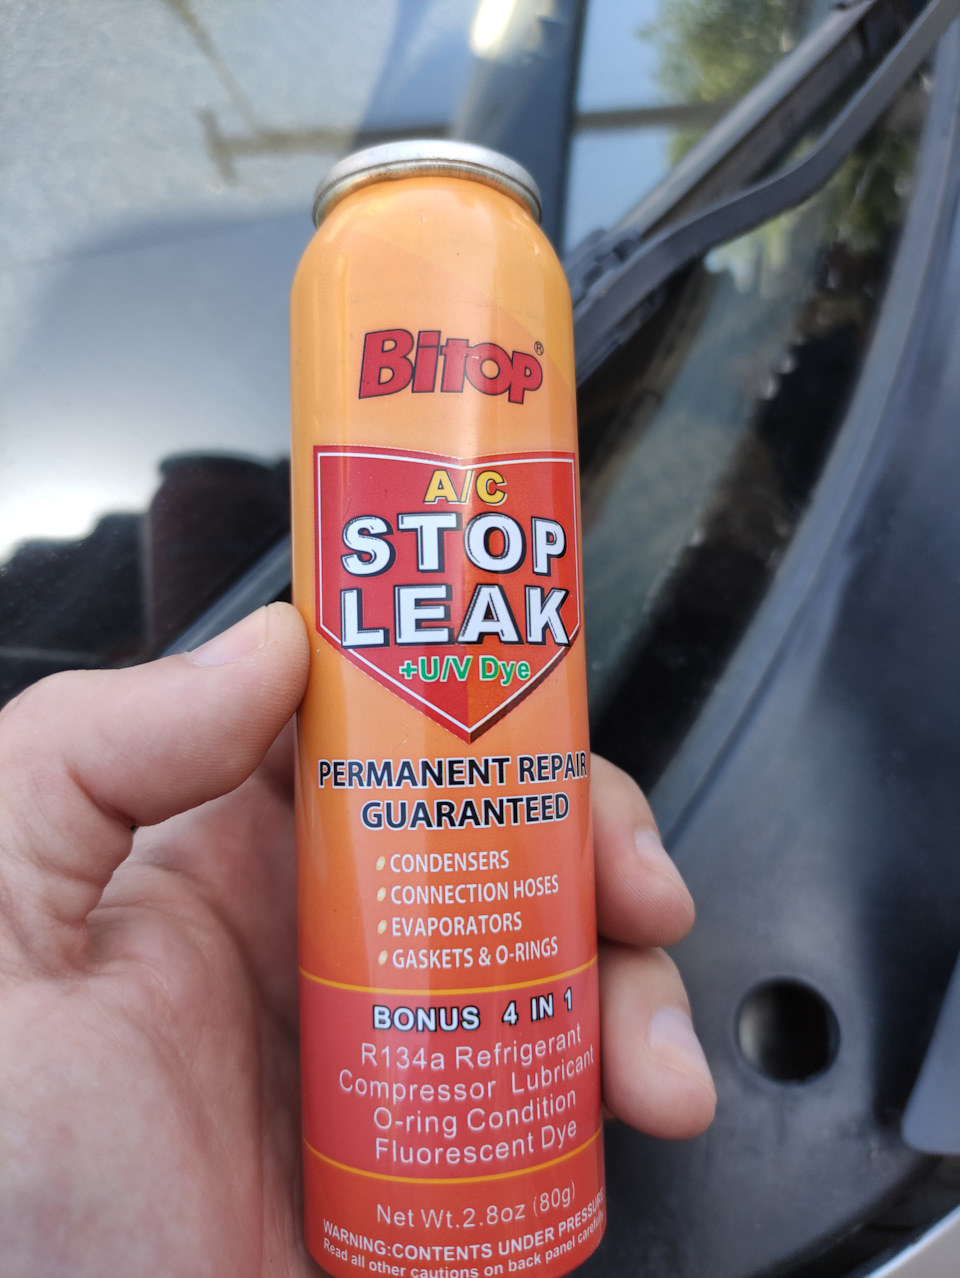 Bitop®
A/C
STOP
LEAK
+U/V Dye
PERMANENT REPAIR
GUARANTEED
• CONDENSERS
• CONNECTION HOSES
• EVAPORATORS
• GASKETS & O-RINGS
BONUS 4 IN 1
R134a Refrigerant
Compressor Lubricant
O-ring Condition
Fluorescent Dye
Net Wt.2.8oz (80g)
WARNING:CONTENTS UNDER PRESSURE
Read all other cautions on back panel carefully